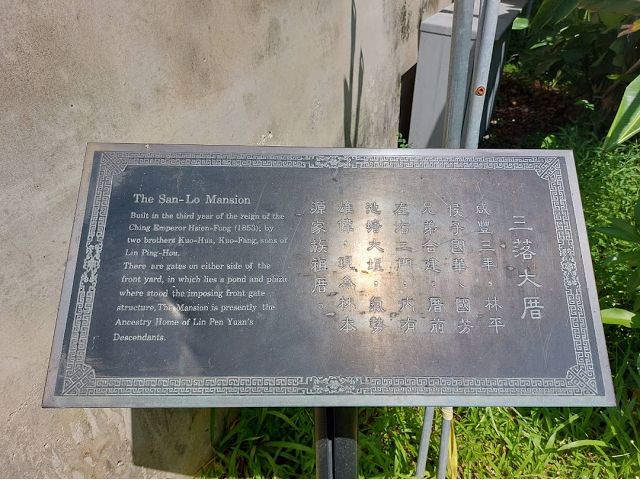 The San-Lo Mansion
Built in the third year of the reign of the
Ching Emperor Hsien-Fong (1853), by
two brothers Kuo-Hua, Kuo-Fang, sons of
Lin Ping-Hou.
There are gates on either side of the
front yard, in which lies a pond and
where stood the imposing front gate
structure, The Mansion is presently the
Ancestry Home of Lin Pen Yuan's
Descendants.
三落大厝
咸豐三年，林平
侯子國華、國芳
兄弟合建，厝前
左右二門，內有
池塘大埕，氣勢
雄偉，現為林本
源家族祖厝